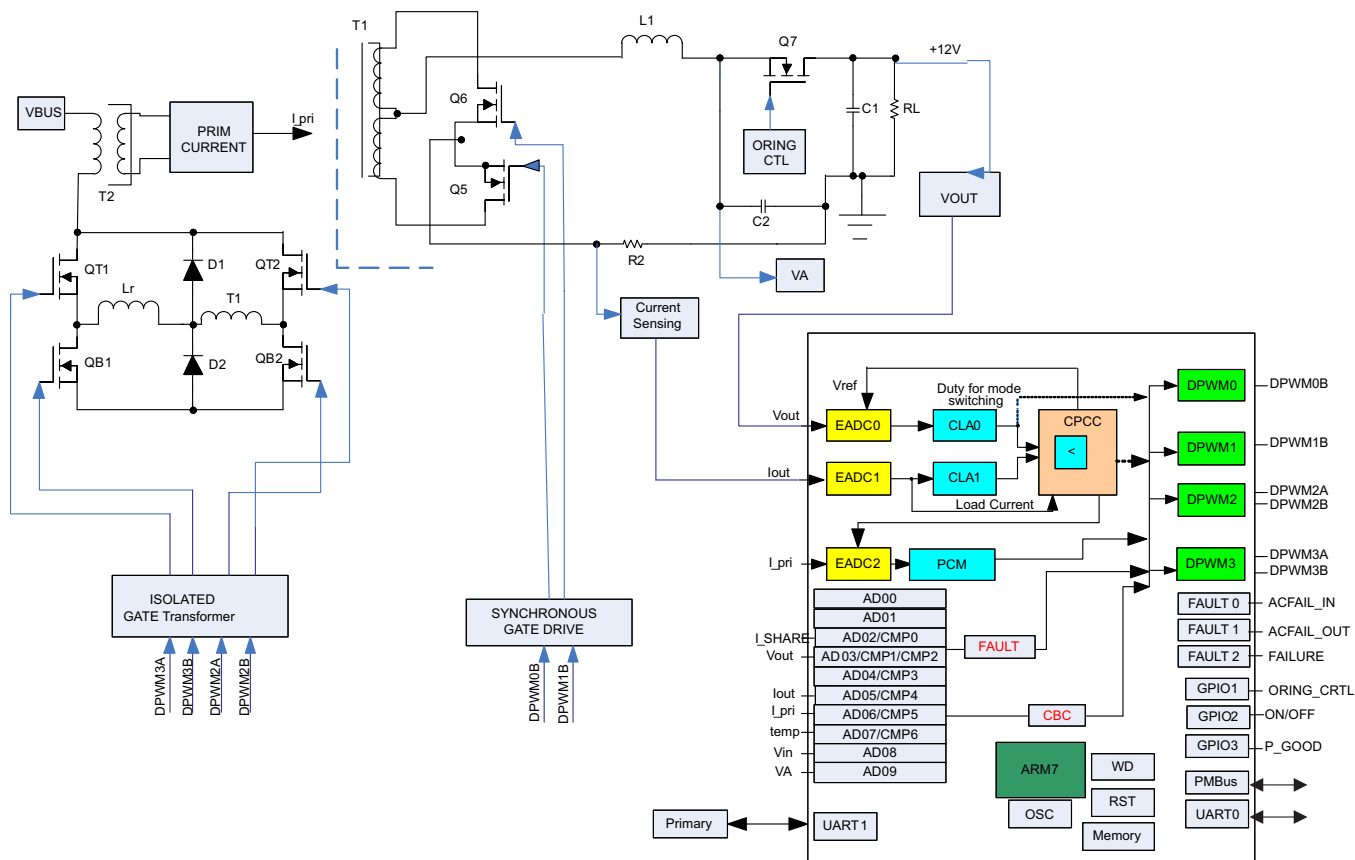 T1
L1
Q7
+12V
VBUS
PRIM
CURRENT
I_pri
T2
Q6
Q5
C1
RL
ORING
CTL
VOUT
C2
R2
VA
QT1
D1
QT2
Lr
T1
QB1
D2
QB2
Current
Sensing
ISOLATED
GATE Transformer
DPWM3A
DPWM3B
DPWM2A
DPWM2B
SYNCHRONOUS
GATE DRIVE
DPWM0B
DPWM1B
Vref
Duty for mode
switching
Vout
EADC0
CLA0
CPCC
<
Iout
EADC1
CLA1
Load Current
I_pri
EADC2
PCM
DPWM0
DPWM0B
DPWM1
DPWM1B
DPWM2
DPWM2A
DPWM2B
DPWM3
DPWM3A
DPWM3B
AD00
AD01
I_SHARE
AD02/CMP0
Vout
AD03/CMP1/CMP2
AD04/CMP3
Iout
AD05/CMP4
I_pri
AD06/CMP5
temp
AD07/CMP6
Vin
AD08
VA
AD09
FAULT
CBC
FAULT 0
ACFAIL_IN
FAULT 1
ACFAIL_OUT
FAULT 2
FAILURE
GPIO1
ORING_CRTL
GPIO2
ON/OFF
GPIO3
P_GOOD
ARM7
WD
PMBus
OSC
RST
UART0
Memory
Primary
UART1